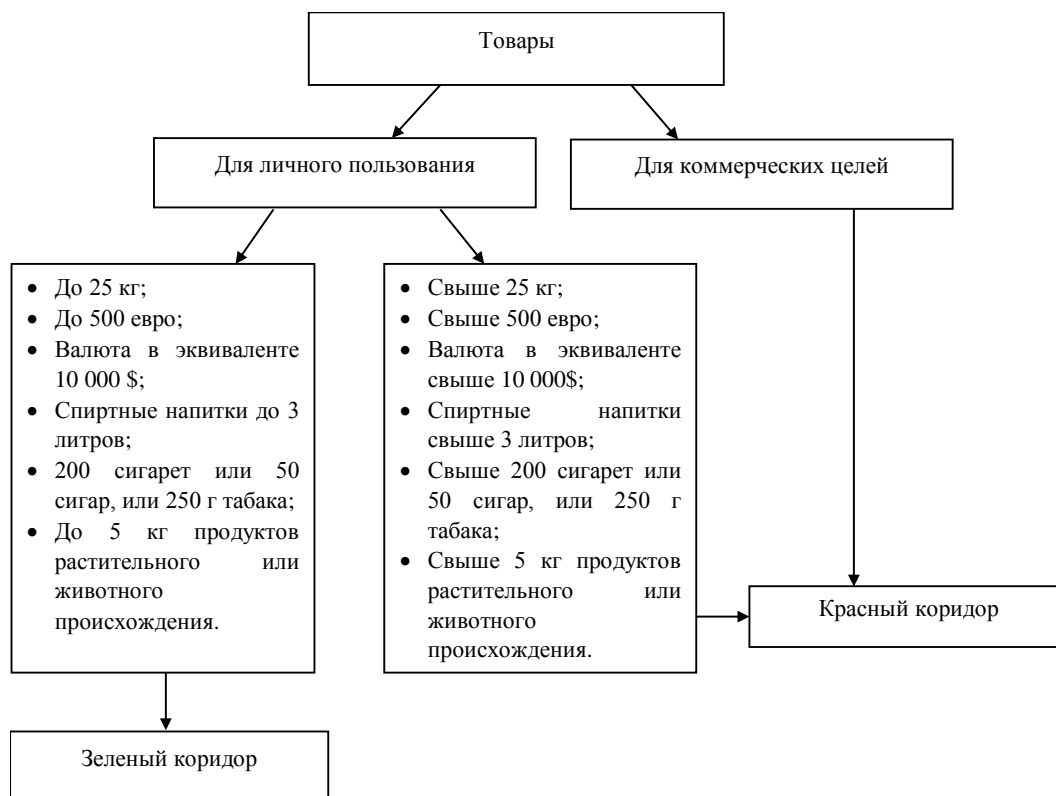 Товары
Для личного пользования
Для коммерческих целей
• До 25 кг;
• До 500 евро;
• Валюта в эквиваленте
10 000 $;
• Спиртные напитки до 3
литров;
• 200 сигарет или 50
сигар, или 250 г табака;
• До 5 кг продуктов
растительного или
животного
происхождения.
• Свыше 25 кг;
• Свыше 500 евро;
• Валюта в эквиваленте
свыше 10 000$;
• Спиртные напитки
свыше 3 литров;
• Свыше 200 сигарет или
50 сигар, или 250 г
табака;
• Свыше 5 кг продуктов
растительного или
животного
происхождения.
Красный коридор
Зеленый коридор